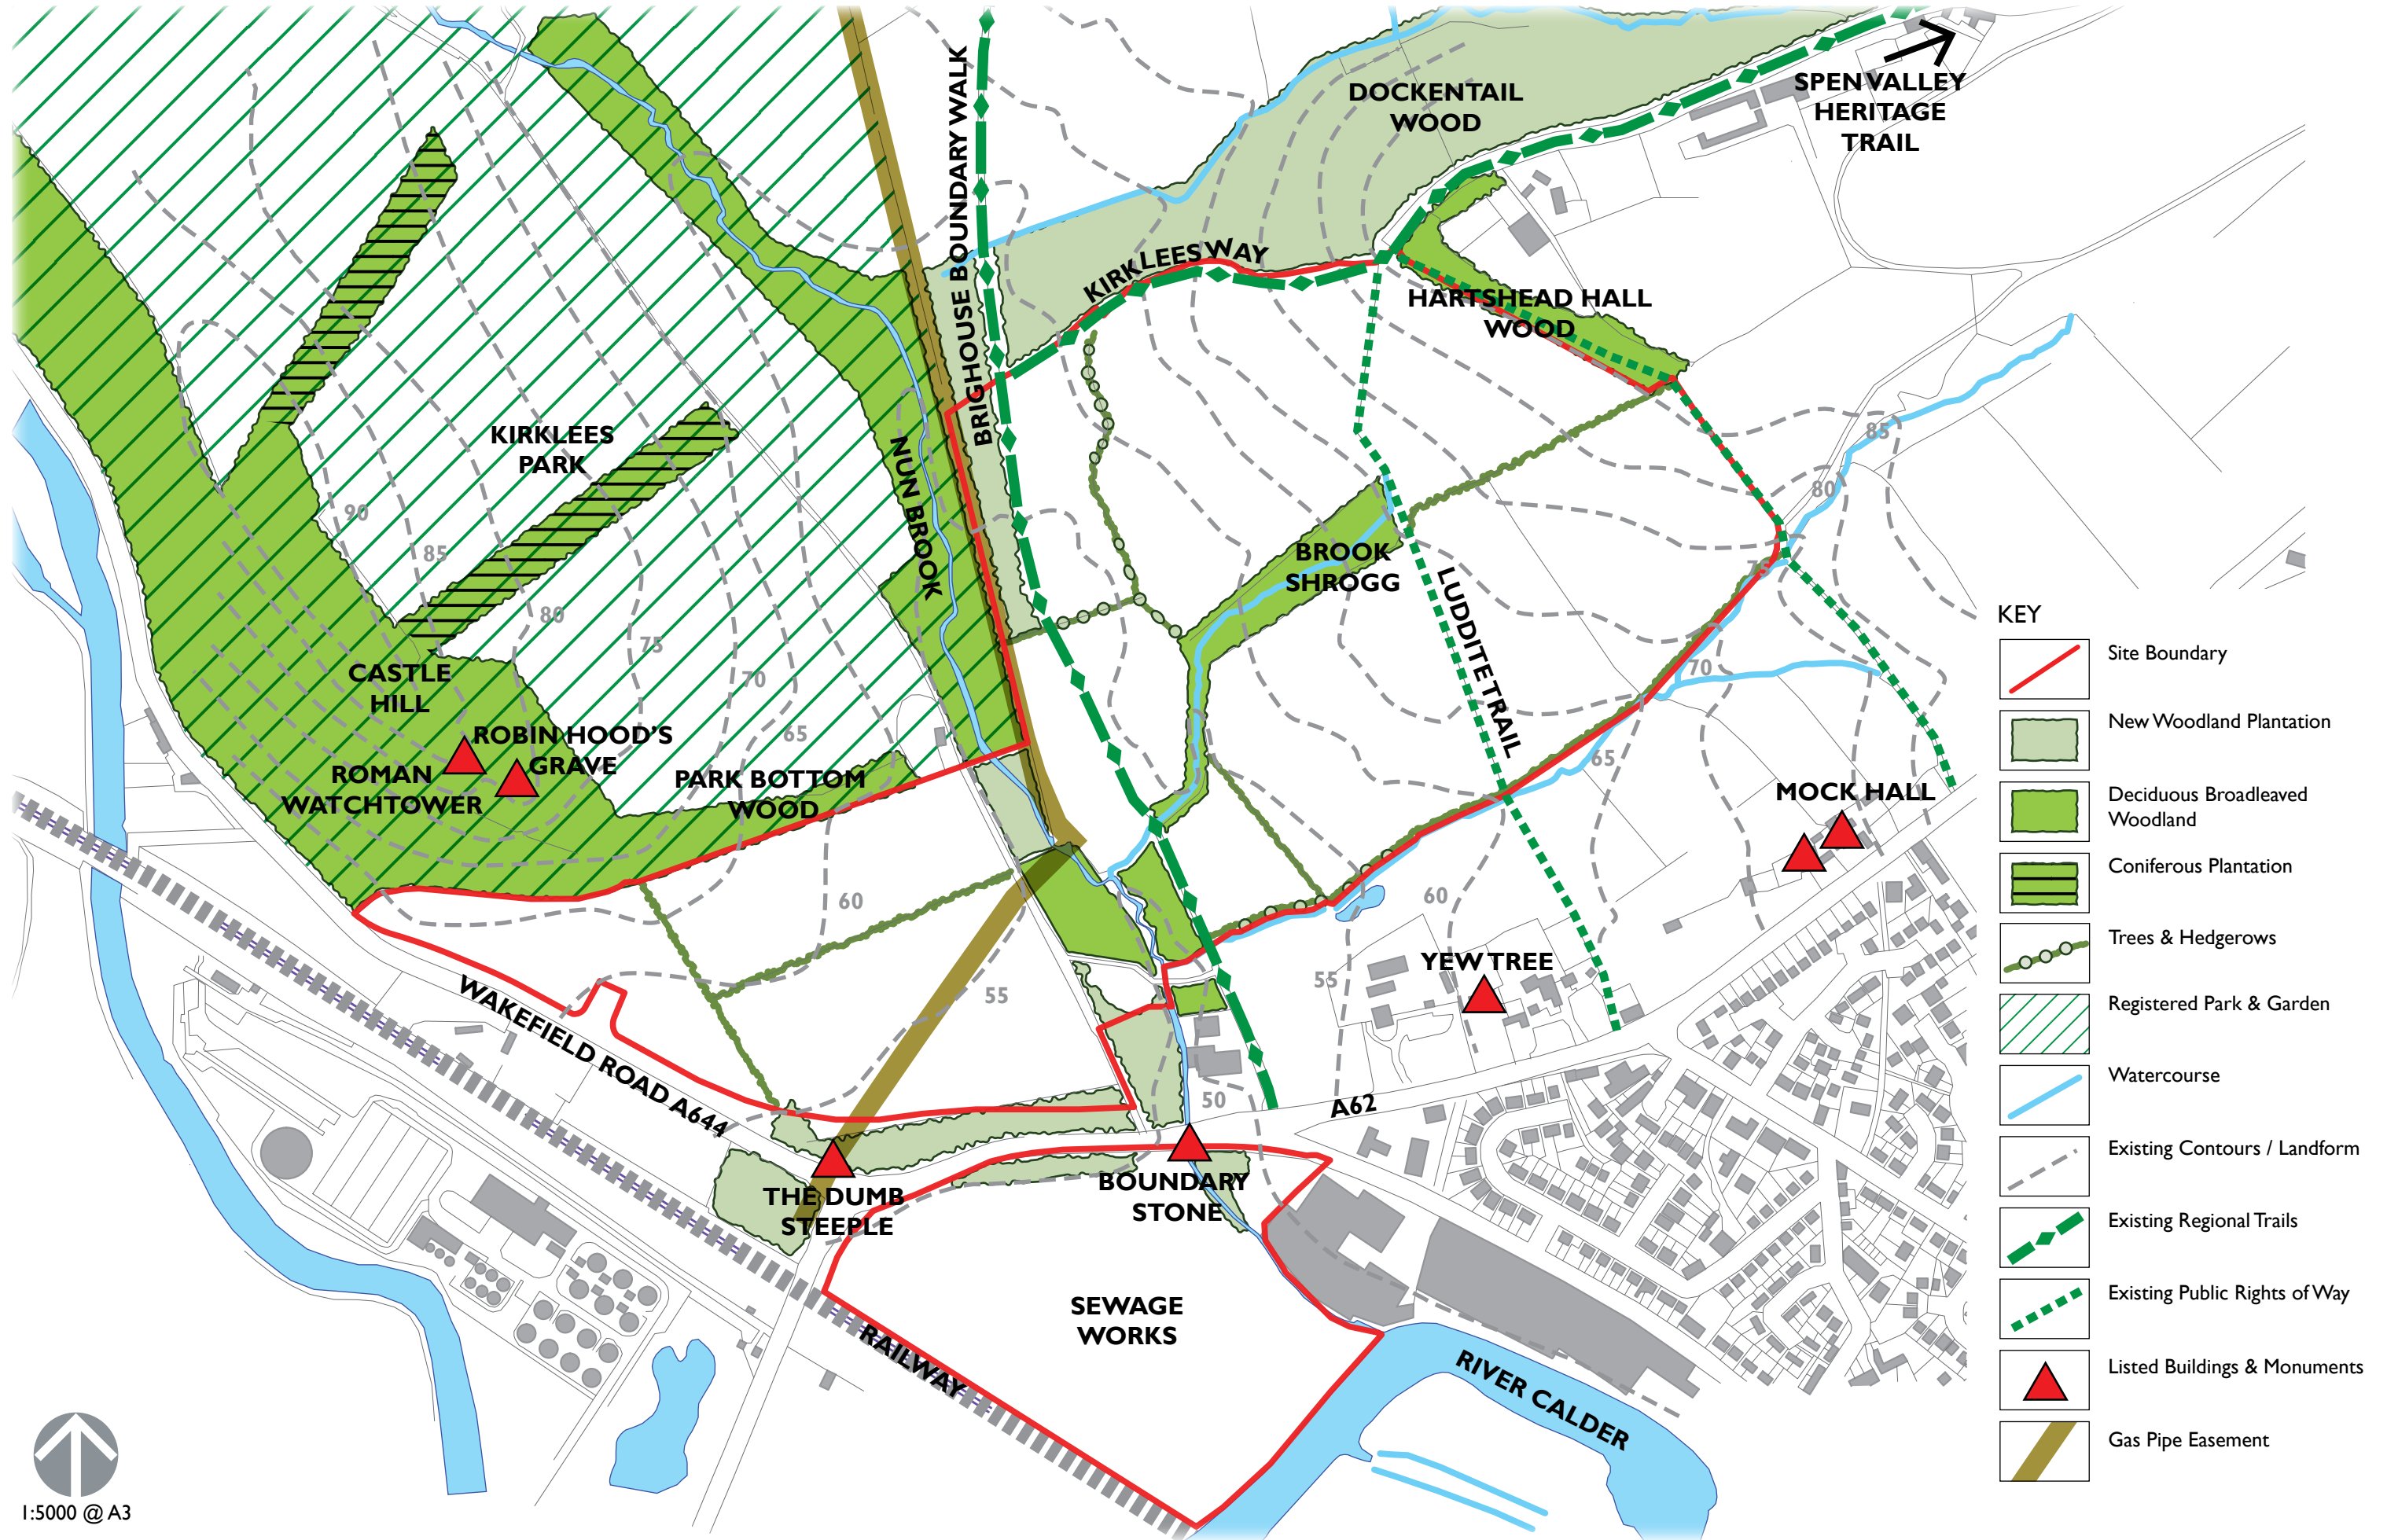 DOCKENTAIL
WOOD
SPEN VALLEY
HERITAGE
TRAIL
BRIGHOUSE BOUNDARY WALK
KIRKLEES WAY
HARTSHEAD HALL
WOOD
KIRKLEES
PARK
NUN BROOK
BROOK
SHROGG
LUDDITE TRAIL
85
80
75
70
65
60
55
50
90
85
80
75
70
65
60
55
CASTLE
HILL
ROBIN HOOD'S
GRAVE
ROMAN
WATCHTOWER
PARK BOTTOM
WOOD
MOCK HALL
YEW TREE
WAKEFIELD ROAD A644
A62
THE DUMB
STEEPLE
BOUNDARY
STONE
SEWAGE
WORKS
RAILWAY
RIVER CALDER
1:5000 @ A3
KEY
Site Boundary
New Woodland Plantation
Deciduous Broadleaved
Woodland
Coniferous Plantation
Trees & Hedgerows
Registered Park & Garden
Watercourse
Existing Contours / Landform
Existing Regional Trails
Existing Public Rights of Way
Listed Buildings & Monuments
Gas Pipe Easement